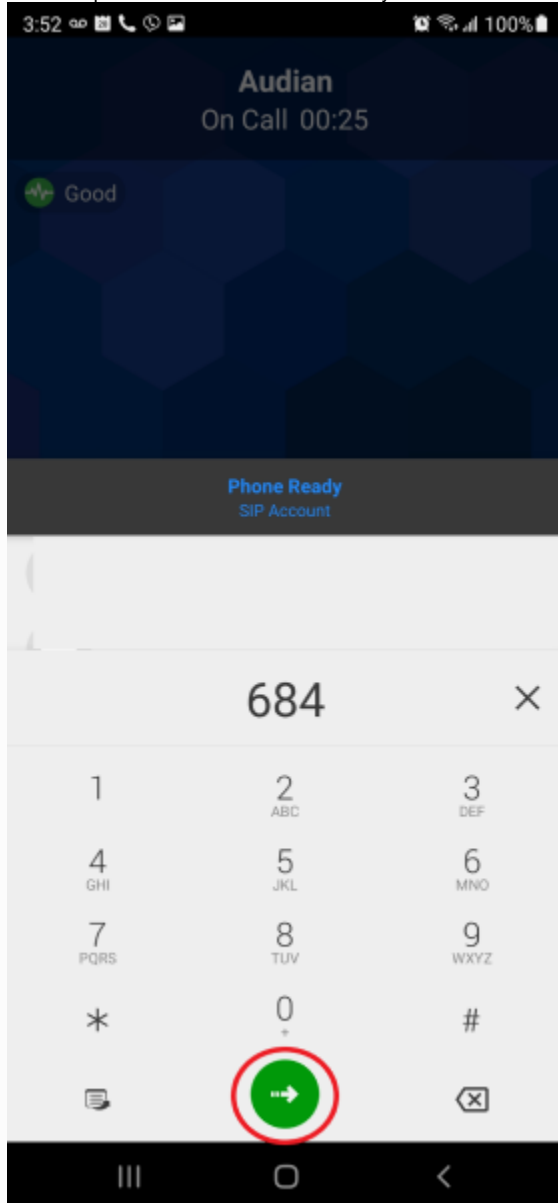 3:52
100%
Audian
On Call 00:25
Good
Phone Ready
SIP Account
684
1 2 3
ABC DEF
4 5 6
GHI JKL MNO
7 8 9
PQRS TUV WXYZ
* 0 #
+